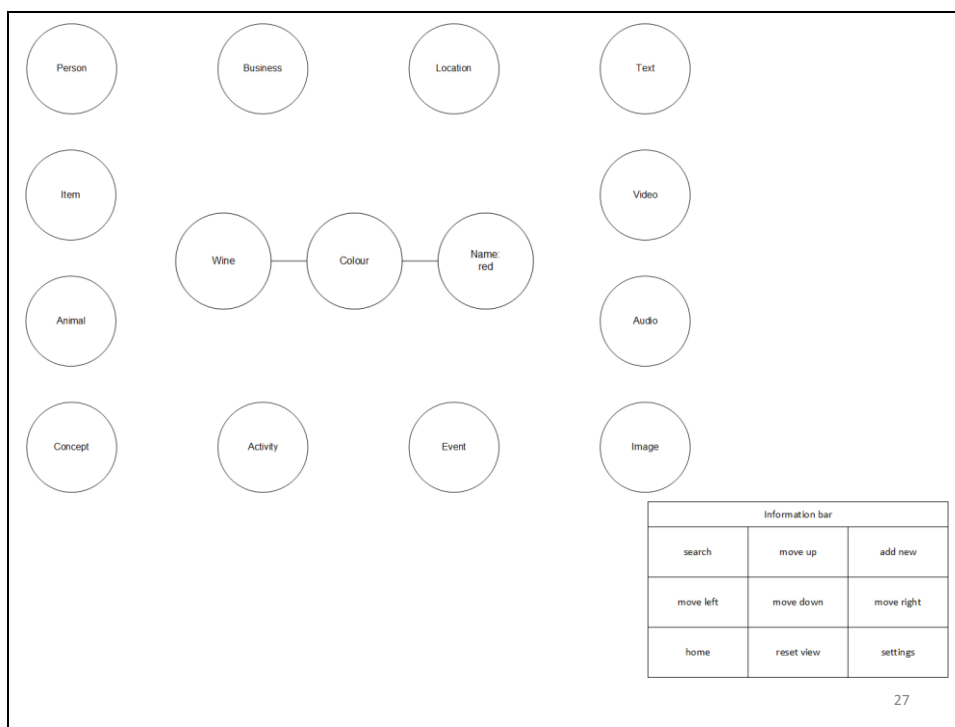 Person
Business
Location
Text
Item
Video
Wine
Colour
Name:
red
Animal
Audio
Concept
Activity
Event
Image
Information bar
search
move up
add new
move left
move down
move right
home
reset view
settings
27